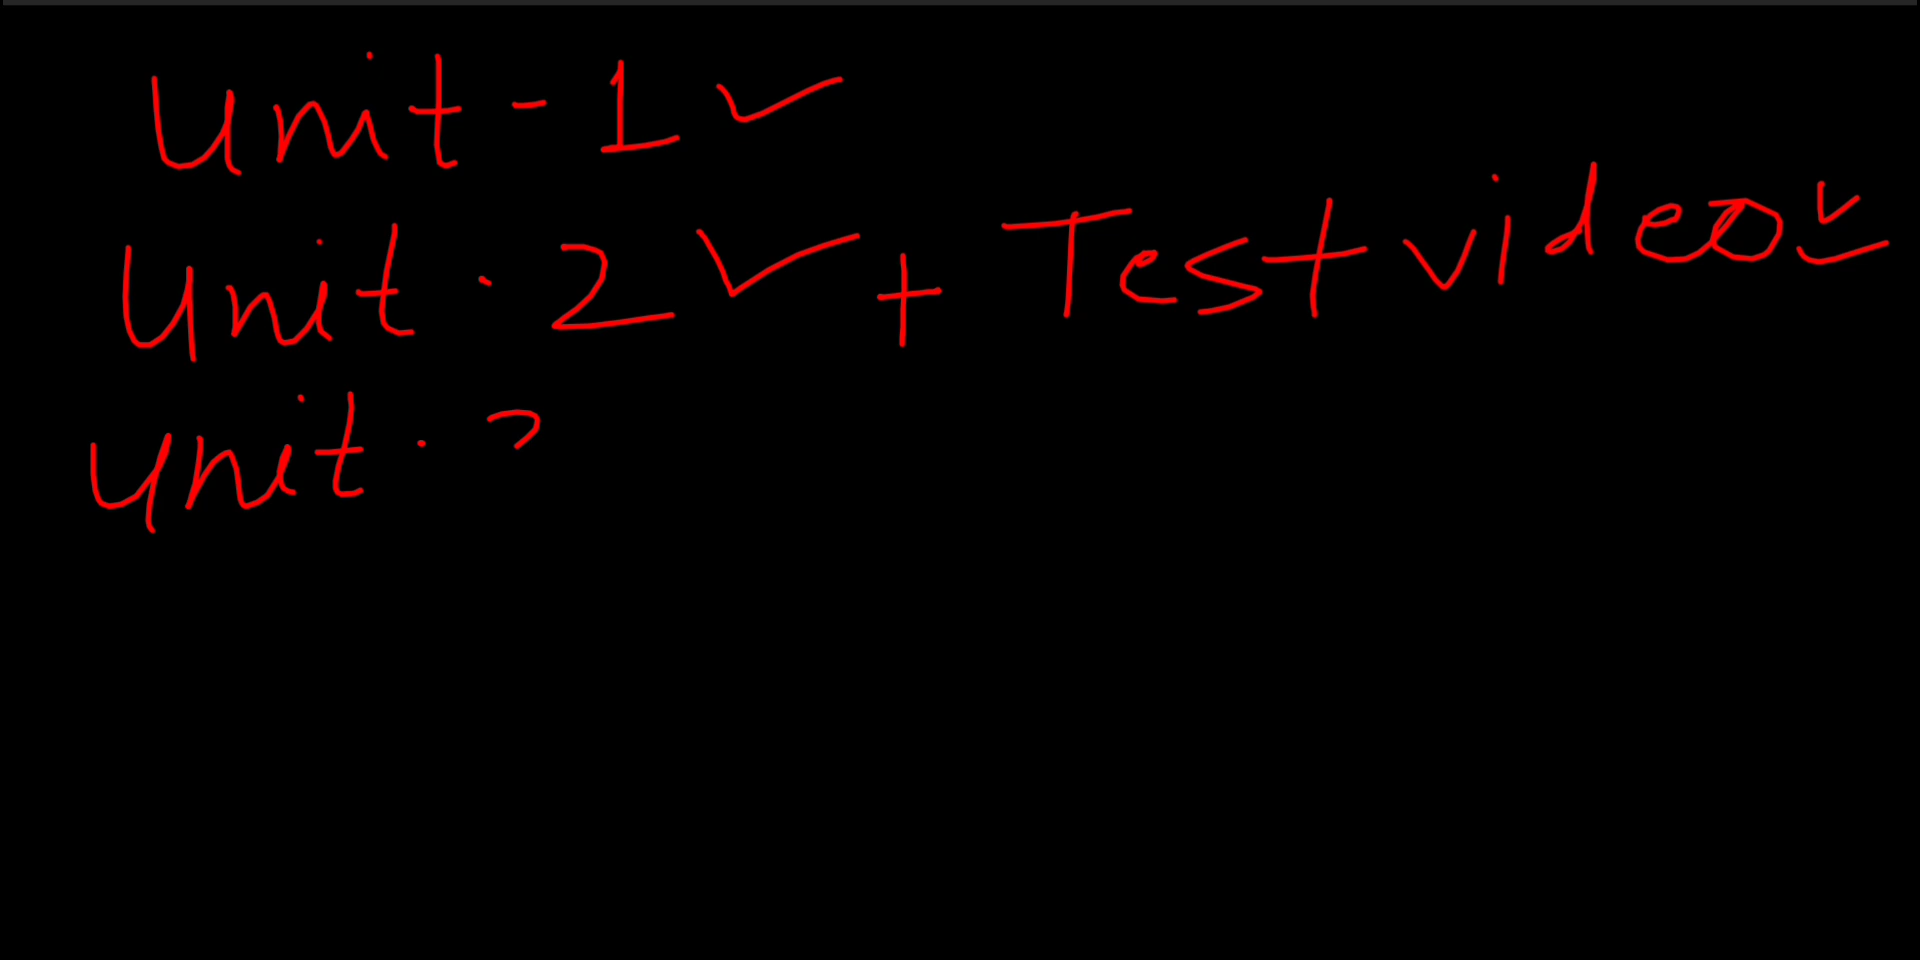 Unit - 1 ✓
Unit - 2 ✓ + Test video ✓
Unit -